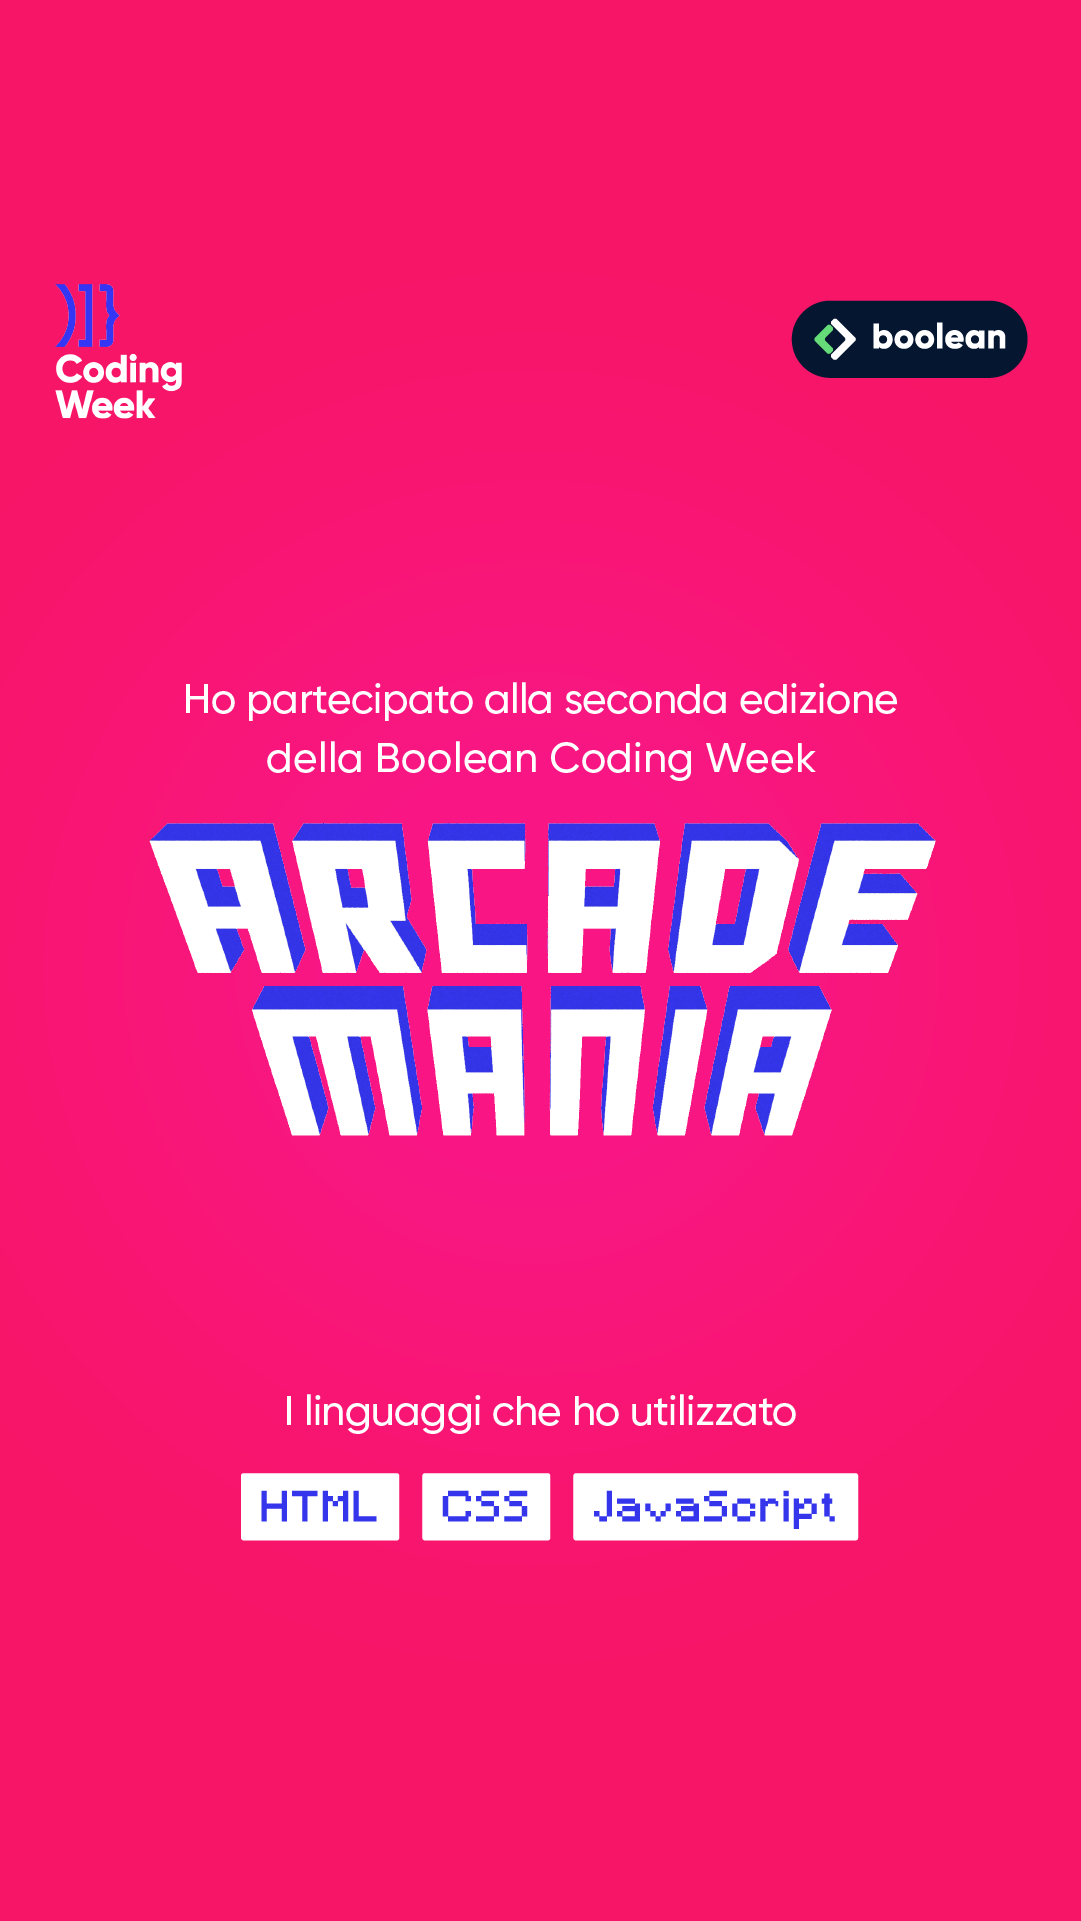 )]}
Coding
Week
boolean
Ho partecipato alla seconda edizione
della Boolean Coding Week
ARCADE
MANIA
I linguaggi che ho utilizzato
HTML CSS JavaScript